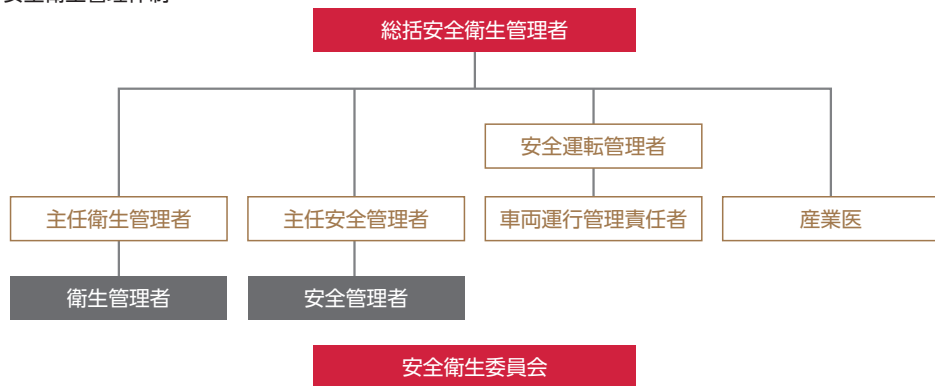 総括安全衛生管理者
安全運転管理者
主任衛生管理者
主任安全管理者
車両運行管理責任者
産業医
衛生管理者
安全管理者
安全衛生委員会